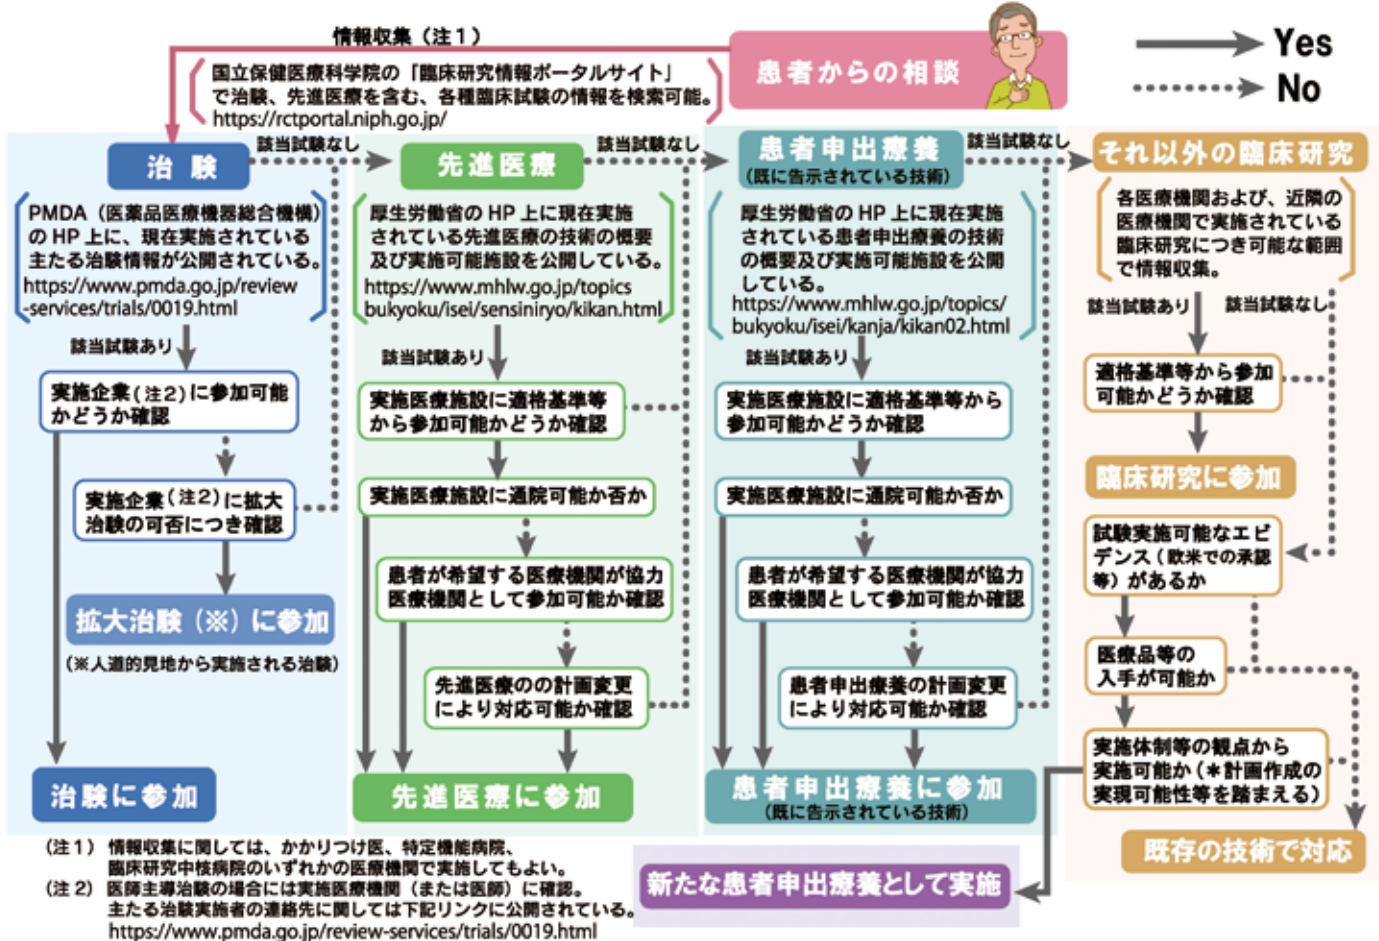 情報収集（注１）
患者からの相談
Yes
No
国立保健医療科学院の「臨床研究情報ポータルサイト」
で治験、先進医療を含む、各種臨床試験の情報を検索可能。
https://rctportal.niph.go.jp/
治験
該当試験なし
PMDA（医薬品医療機器総合機構）
のHP上に、現在実施されている
主たる治験情報が公開されている。
https://www.pmda.go.jp/review
-services/trials/0019.html
該当試験あり
実施企業(注２)に参加可能
かどうか確認
実施企業(注２)に拡大
治験の可否につき確認
拡大治験（※）に参加
（※人道的見地から実施される治験）
治験に参加
先進医療
該当試験なし
厚生労働省のHP上に現在実施
されている先進医療の技術の概要
及び実施可能施設を公開している。
https://www.mhlw.go.jp/topics
bukyoku/isei/sensiniryo/kikan.html
該当試験あり
実施医療施設に適格基準等
から参加可能かどうか確認
実施医療施設に通院可能か否か
患者が希望する医療機関が協力
医療機関として参加可能か確認
先進医療のの計画変更
により対応可能か確認
先進医療に参加
患者申出療養
（既に告示されている技術）
該当試験なし
厚生労働省のHP上に現在実施
されている患者申出療養の技術
の概要及び実施可能施設を公開
している。
https://www.mhlw.go.jp/topics/
bukyoku/isei/kanja/kikan02.html
該当試験あり
実施医療施設に適格基準等から
参加可能かどうか確認
実施医療施設に通院可能か否か
患者が希望する医療機関が協力
医療機関として参加可能か確認
患者申出療養の計画変更
により対応可能か確認
患者申出療養に参加
（既に告示されている技術）
それ以外の臨床研究
各医療機関および、近隣の
医療機関で実施されている
臨床研究につき可能な範囲
で情報収集。
該当試験あり
該当試験なし
適格基準等から参加
可能かどうか確認
臨床研究に参加
試験実施可能なエビ
デンス（欧米での承認
等）があるか
医療品等の
入手が可能か
実施体制等の観点から
実施可能か（＊計画作成の
実現可能性等を踏まえる）
既存の技術で対応
新たな患者申出療養として実施
（注１）情報収集に関しては、かかりつけ医、特定機能病院、
臨床研究中核病院のいずれかの医療機関で実施してもよい。
（注２）医師主導治験の場合には実施医療機関（または医師）に確認。
主たる治験実施者の連絡先に関しては下記リンクに公開されている。
https://www.pmda.go.jp/review-services/trials/0019.html